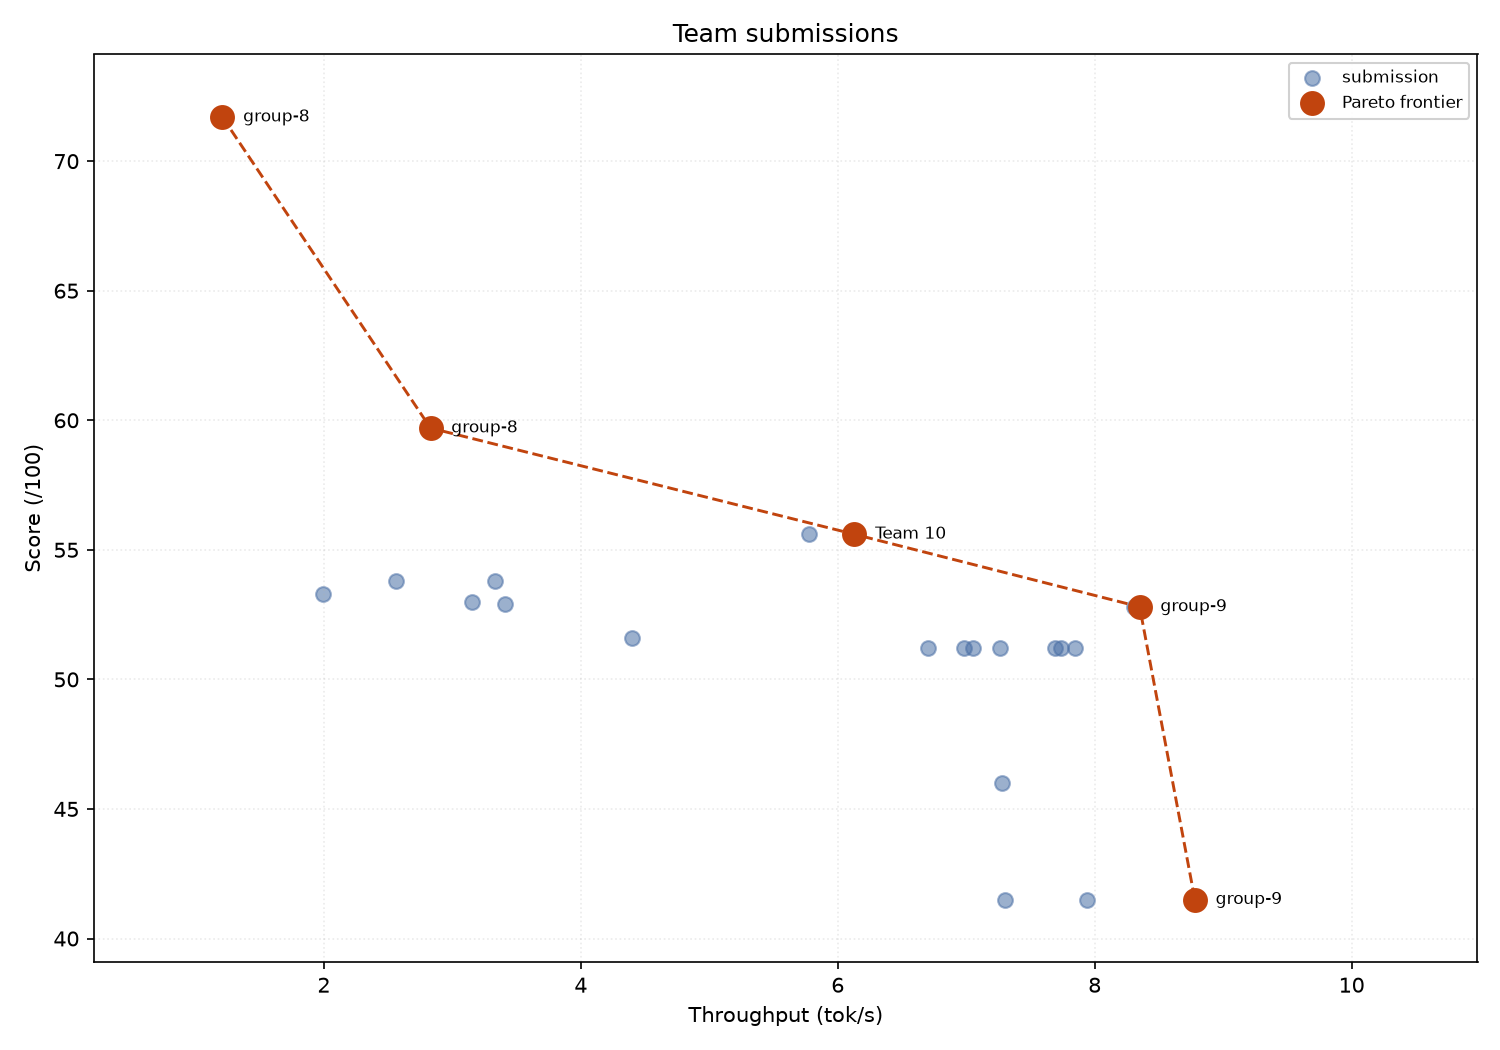 Team submissions
submission
Pareto frontier
group-8
group-8
Team 10
group-9
group-9
70
65
60
55
50
45
40
Score (/100)
2
4
6
8
10
Throughput (tok/s)